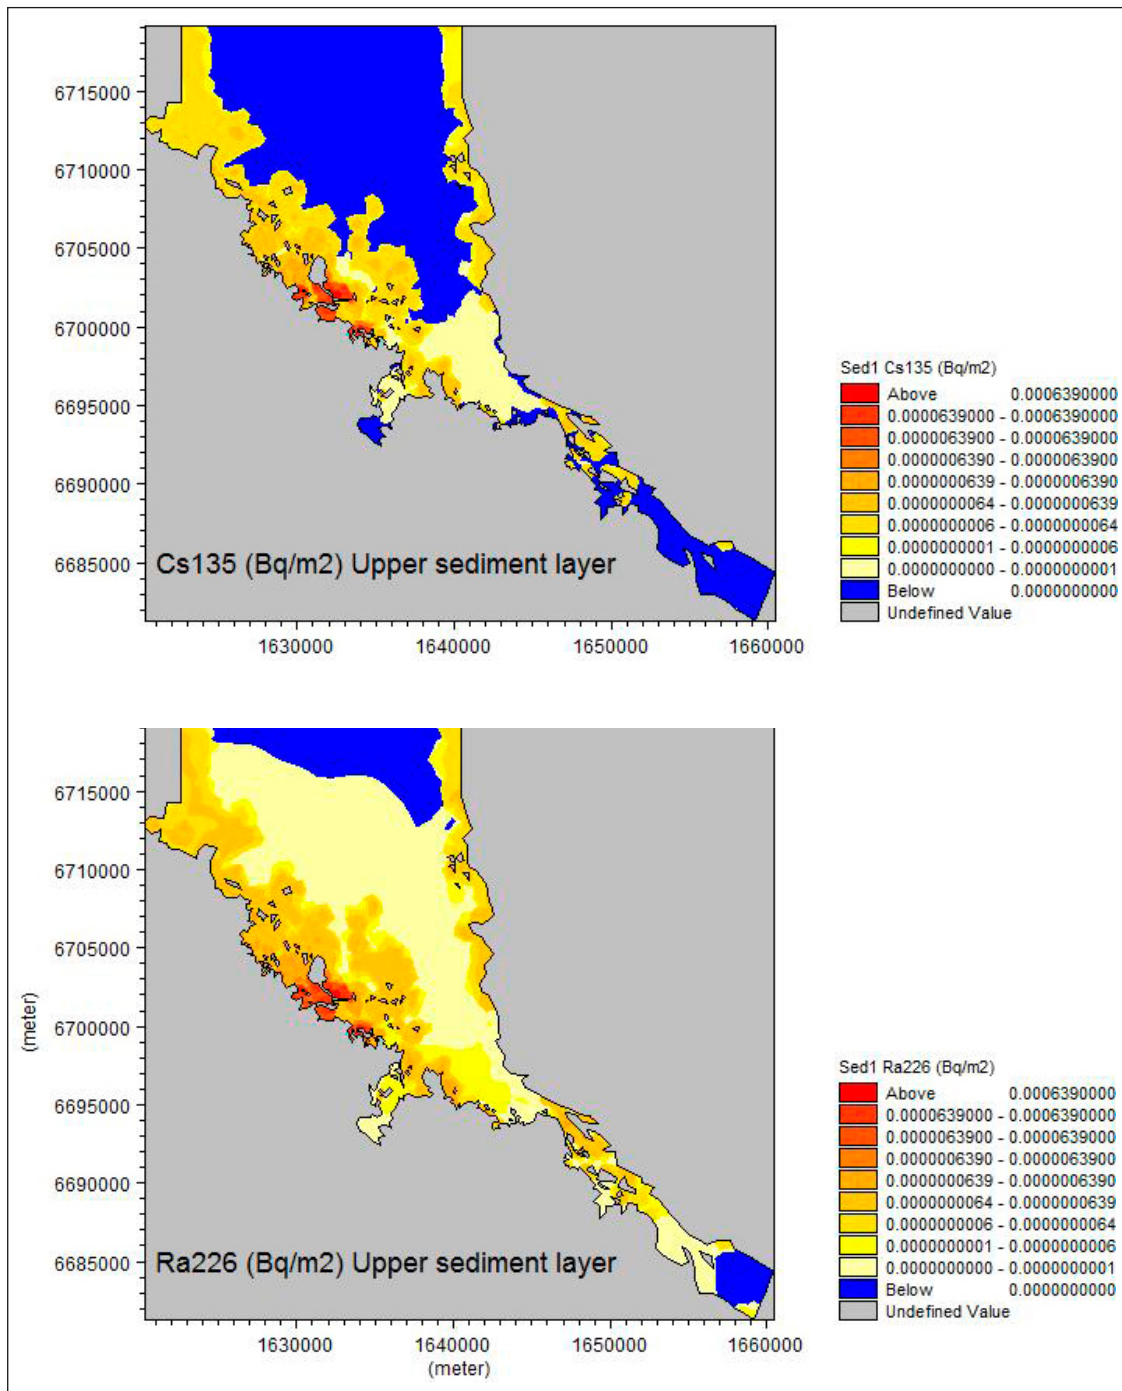 6715000
6710000
6705000
6700000
6695000
6690000
6685000
Cs135 (Bq/m2) Upper sediment layer
1630000 1640000 1650000 1660000
Sed1 Cs135 (Bq/m2)
Above 0.0006390000
0.0000639000 - 0.0006390000
0.0000063900 - 0.0000639000
0.0000006390 - 0.0000063900
0.0000000639 - 0.0000006390
0.0000000064 - 0.0000000639
0.0000000006 - 0.0000000064
0.0000000001 - 0.0000000006
0.0000000000 - 0.0000000001
Below 0.0000000000
Undefined Value
6715000
6710000
6705000
6700000
6695000
6690000
6685000
(meter)
Ra226 (Bq/m2) Upper sediment layer
1630000 1640000 1650000 1660000
(meter)
Sed1 Ra226 (Bq/m2)
Above 0.0006390000
0.0000639000 - 0.0006390000
0.0000063900 - 0.0000639000
0.0000006390 - 0.0000063900
0.0000000639 - 0.0000006390
0.0000000064 - 0.0000000639
0.0000000006 - 0.0000000064
0.0000000001 - 0.0000000006
0.0000000000 - 0.0000000001
Below 0.0000000000
Undefined Value